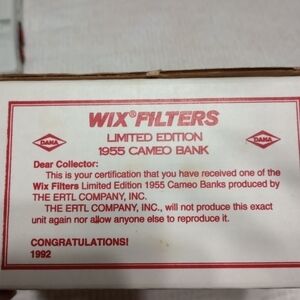 WIX® FILTERS
LIMITED EDITION
DANA
1955 CAMEO BANK
DANA
Dear Collector:
This is your certification that you have received one of the
Wix Filters Limited Edition 1955 Cameo Banks produced by
THE ERTL COMPANY, INC.
THE ERTL COMPANY, INC., will not produce this exact
unit again nor allow anyone else to reproduce it.
CONGRATULATIONS!
1992